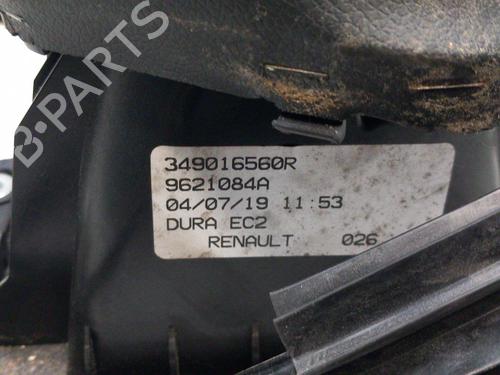 B-PARTS
349016560R
9621084A
04/07/19 11:53
DURA EC2
RENAULT 026